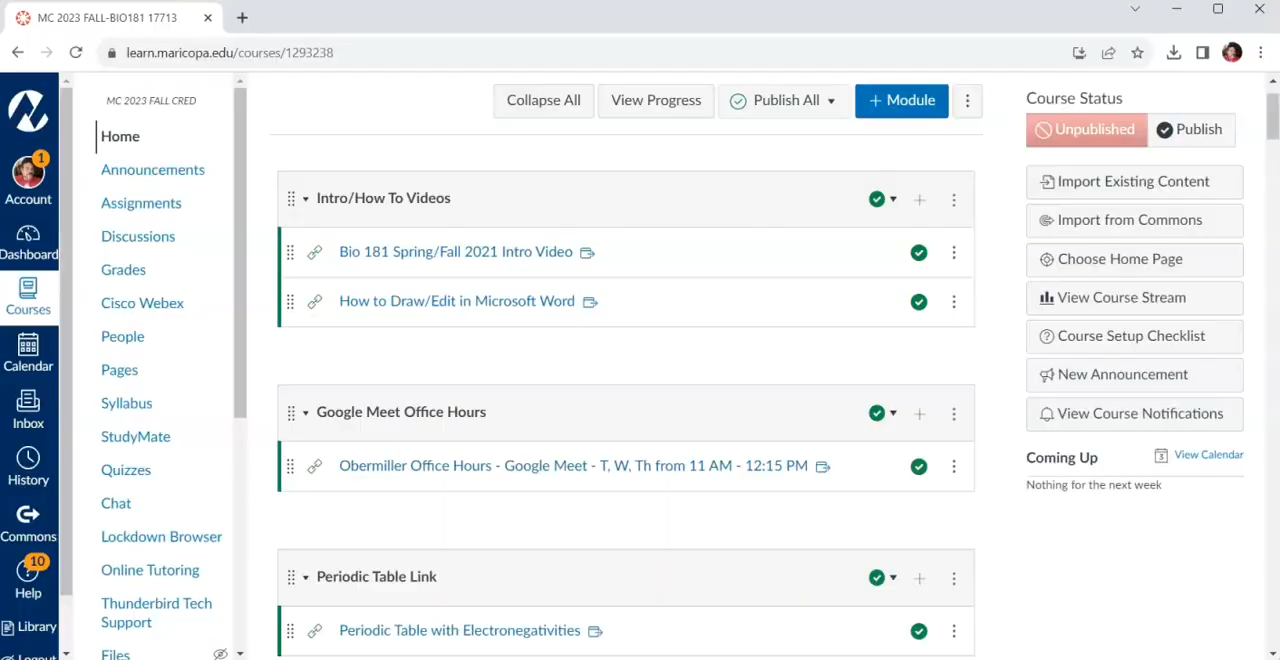 MC 2023 FALL-BIO181 17713
learn.maricopa.edu/courses/1293238
1
Account
Dashboard
Courses
Calendar
Inbox
History
Commons
10
Help
Library
Logout
MC 2023 FALL CRED
Home
Announcements
Assignments
Discussions
Grades
Cisco Webex
People
Pages
Syllabus
StudyMate
Quizzes
Chat
Lockdown Browser
Online Tutoring
Thunderbird Tech
Support
Files
Collapse All
View Progress
Publish All
+ Module
Intro/How To Videos
Bio 181 Spring/Fall 2021 Intro Video
How to Draw/Edit in Microsoft Word
Google Meet Office Hours
Obermiller Office Hours - Google Meet - T, W, Th from 11 AM - 12:15 PM
Periodic Table Link
Periodic Table with Electronegativities
Course Status
Unpublished
Publish
Import Existing Content
Import from Commons
Choose Home Page
View Course Stream
Course Setup Checklist
New Announcement
View Course Notifications
Coming Up
3
View Calendar
Nothing for the next week